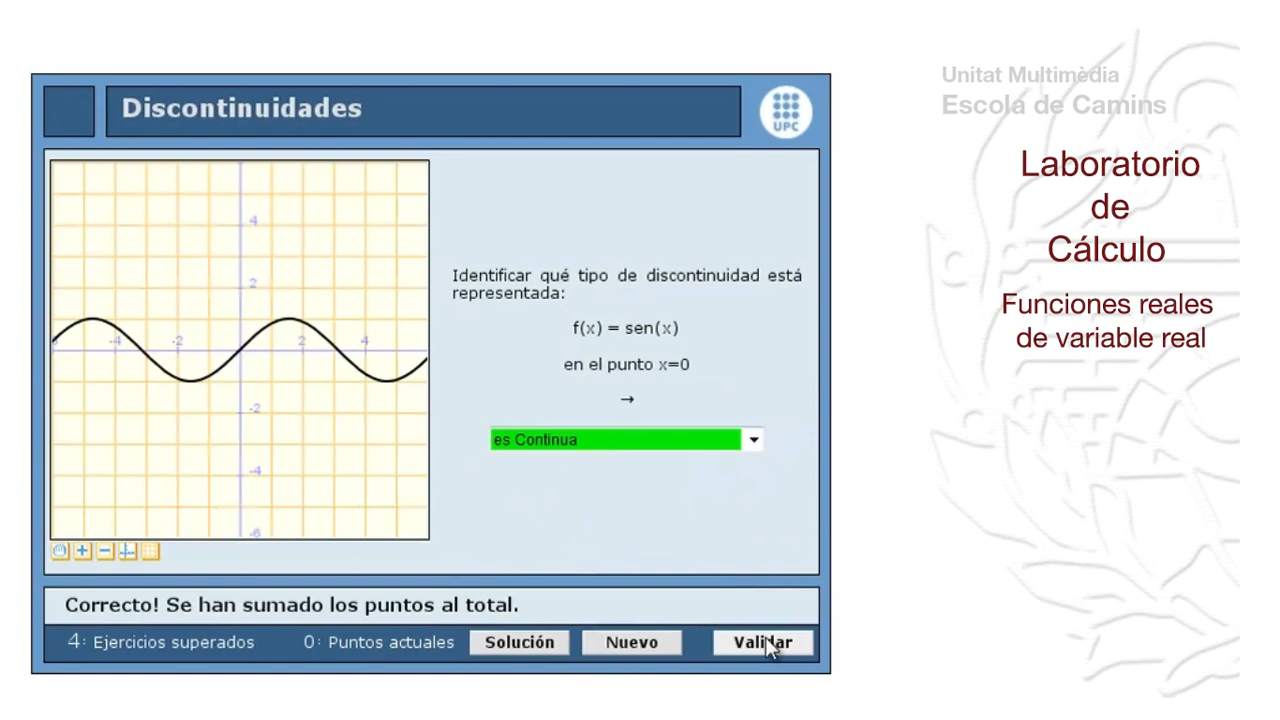 Unitat Multimèdia
Escola de Camins
Laboratorio
de
Cálculo
Funciones reales
de variable real
Discontinuidades
UPC
4
2
-4
-2
2
4
-2
-4
-6
Identificar qué tipo de discontinuidad está
representada:
f(x) = sen(x)
en el punto x=0
→
es Continua
Correcto! Se han sumado los puntos al total.
4: Ejercicios superados
0: Puntos actuales
Solución
Nuevo
Validar